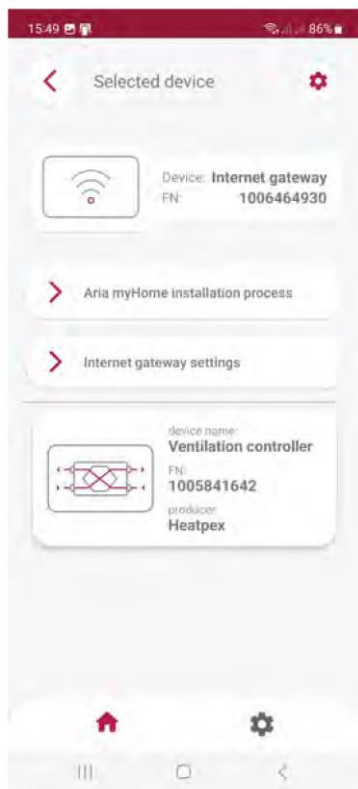 15:49 86%
Selected device
Device: Internet gateway
FN: 1006464930
Aria myHome installation process
Internet gateway settings
device name:
Ventilation controller
FN:
1005841642
producer:
Heatpex